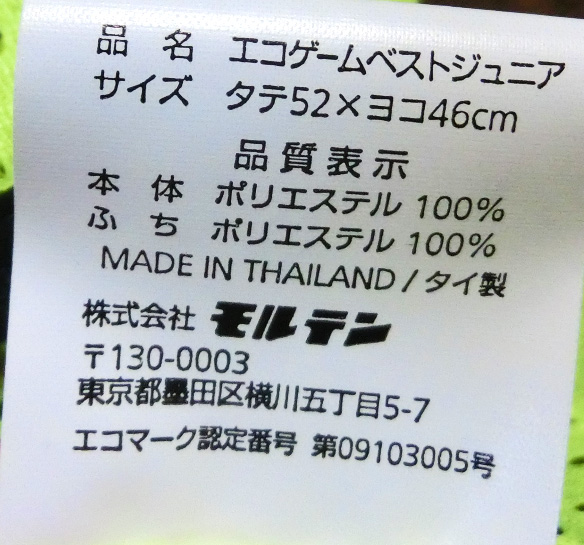 品 名 エコゲームベストジュニア
サイズ タテ52×ヨコ46cm
品質表示
本 体 ポリエステル 100%
ふ ち ポリエステル 100%
MADE IN THAILAND / タイ製
株式会社 モルテン
〒130-0003
東京都墨田区横川五丁目5-7
エコマーク認定番号 第09103005号